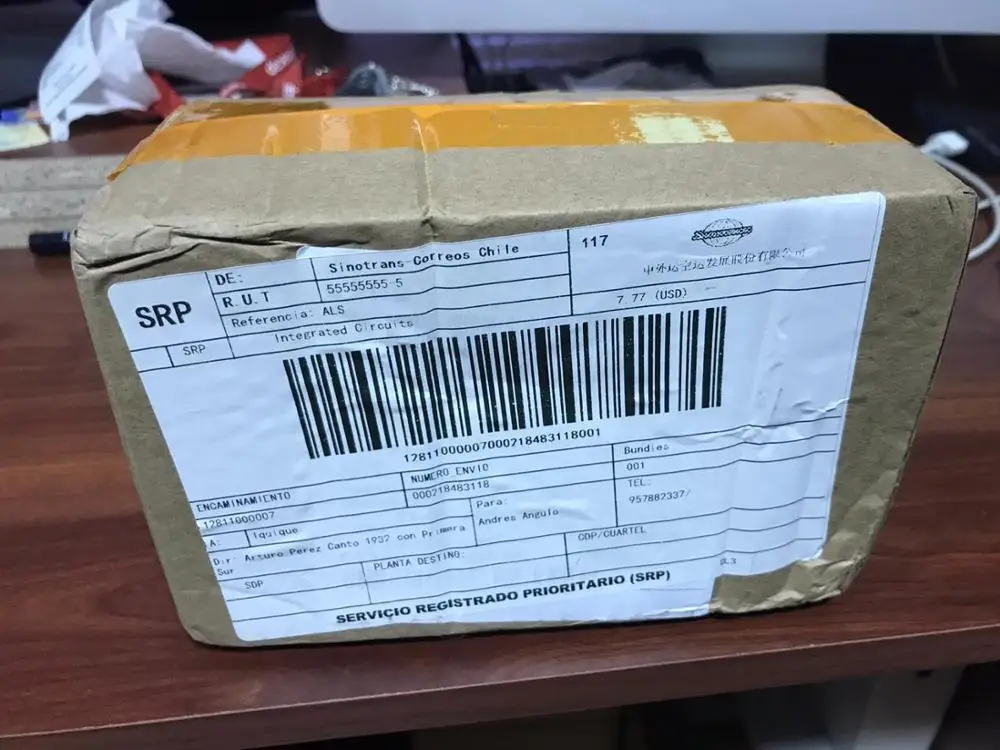 SRP
DE:
Sinotrans-Correos Chile
R.U.T
55555555-5
Referencia: ALS
SRP
Integrated Circuits
117
中外运空运发展股份有限公司
7.77 (USD)
12811000007000218483118001
ENCAMINAMIENTO
12811000007
NUMERO ENVIO
000218483118
Bundles
001
A:
Iquique
Para:
Andres Angulo
TEL:
957882337/
Dir: Arturo Perez Canto 1937 con Primera
Sur
SDP
PLANTA DESTINO:
CDP/CUARTEL
/
SERVICIO REGISTRADO PRIORITARIO (SRP)